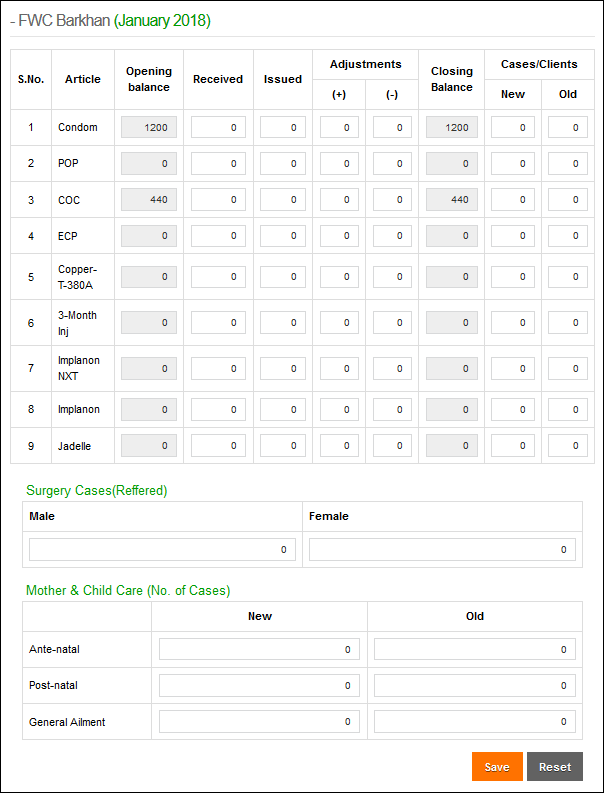 - FWC Barkhan (January 2018)
S.No. Article Opening balance Received Issued Adjustments Closing Balance Cases/Clients
(+) (-) New Old
1 Condom 1200 0 0 0 0 1200 0 0
2 POP 0 0 0 0 0 0 0 0
3 COC 440 0 0 0 0 440 0 0
4 ECP 0 0 0 0 0 0 0 0
5 Copper-T-380A 0 0 0 0 0 0 0 0
6 3-Month Inj 0 0 0 0 0 0 0 0
7 Implanon NXT 0 0 0 0 0 0 0 0
8 Implanon 0 0 0 0 0 0 0 0
9 Jadelle 0 0 0 0 0 0 0 0
Surgery Cases(Reffered)
Male Female
0 0
Mother & Child Care (No. of Cases)
New Old
Ante-natal 0 0
Post-natal 0 0
General Ailment 0 0
Save Reset